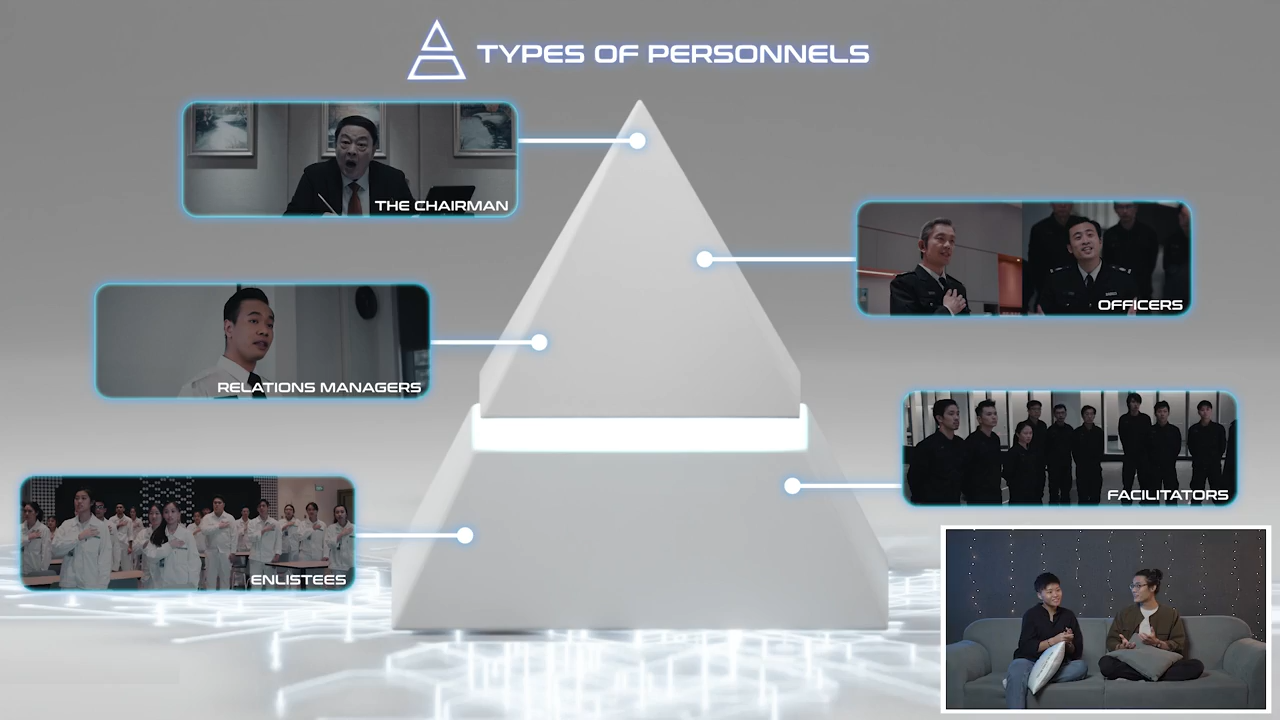 TYPES OF PERSONNELS
THE CHAIRMAN
OFFICERS
RELATIONS MANAGERS
FACILITATORS
ENLISTEES